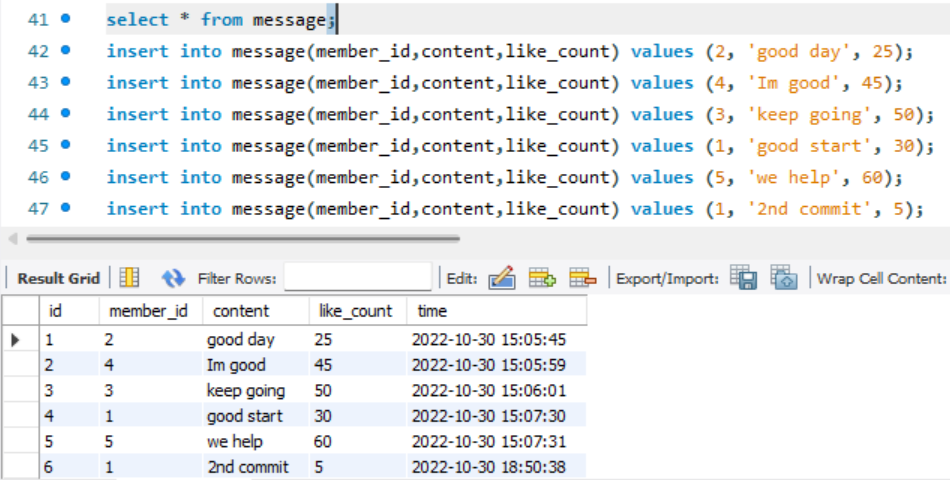 41 select * from message;
42 insert into message(member_id,content,like_count) values (2, 'good day', 25);
43 insert into message(member_id,content,like_count) values (4, 'Im good', 45);
44 insert into message(member_id,content,like_count) values (3, 'keep going', 50);
45 insert into message(member_id,content,like_count) values (1, 'good start', 30);
46 insert into message(member_id,content,like_count) values (5, 'we help', 60);
47 insert into message(member_id,content,like_count) values (1, '2nd commit', 5);
Result Grid Filter Rows: Edit: Export/Import: Wrap Cell Content:
id member_id content like_count time
1 2 good day 25 2022-10-30 15:05:45
2 4 Im good 45 2022-10-30 15:05:59
3 3 keep going 50 2022-10-30 15:06:01
4 1 good start 30 2022-10-30 15:07:30
5 5 we help 60 2022-10-30 15:07:31
6 1 2nd commit 5 2022-10-30 18:50:38